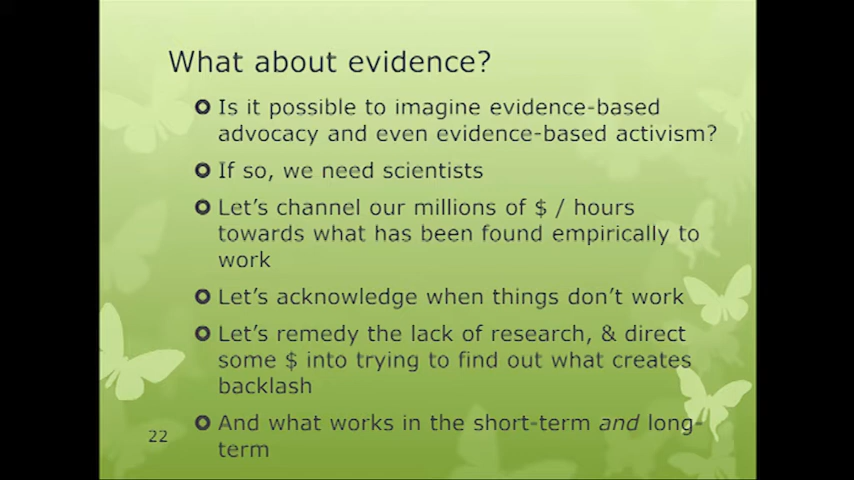 What about evidence?
Is it possible to imagine evidence-based
advocacy and even evidence-based activism?
If so, we need scientists
Let's channel our millions of $ / hours
towards what has been found empirically to
work
Let's acknowledge when things don't work
Let's remedy the lack of research, & direct
some $ into trying to find out what creates
backlash
And what works in the short-term and long-
term
22